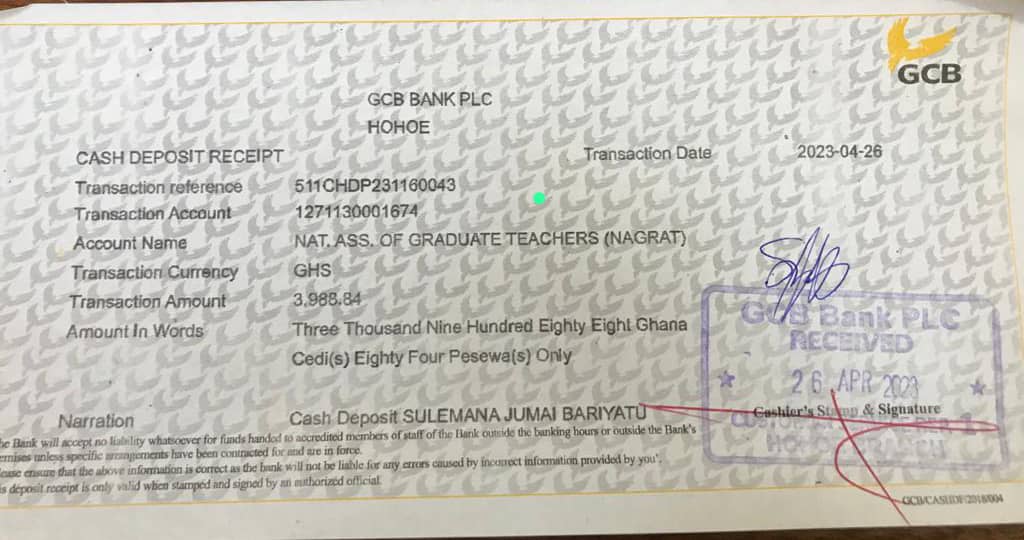 GCB
GCB BANK PLC
HOHOE
CASH DEPOSIT RECEIPT
Transaction Date 2023-04-26
Transaction reference 511CHDP231160043
Transaction Account 1271130001674
Account Name NAT. ASS. OF GRADUATE TEACHERS (NAGRAT)
Transaction Currency GHS
Transaction Amount 3,988.84
Amount In Words Three Thousand Nine Hundred Eighty Eight Ghana
Cedi(s) Eighty Four Pesewa(s) Only
GCB Bank PLC
RECEIVED
26 APR 2023
Cashier's Stamp & Signature
BRANCH
Narration Cash Deposit SULEMANA JUMAI BARIYATU
he Bank will accept no liability whatsoever for funds handed to accredited members of staff of the Bank outside the banking hours or outside the Bank's
emises unless specific arrangements have been contracted for and are in force.
lease ensure that the above information is correct as the bank will not be liable for any errors caused by incorrect information provided by you'.
is deposit receipt is only valid when stamped and signed by an authorized official.
GCB/CASHDP/2018/004